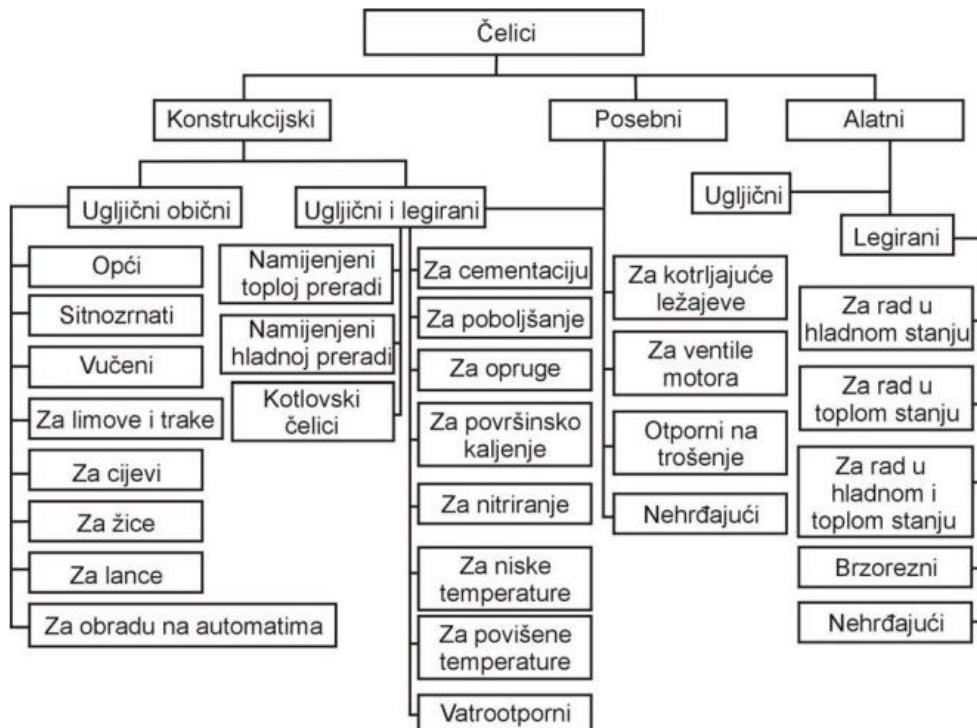 Čelici
Konstrukcijski
Posebni
Alatni
Ugljični obični
Ugljični i legirani
Ugljični
Legirani
Opći
Sitnozrnati
Vučeni
Za limove i trake
Za cijevi
Za žice
Za lance
Za obradu na automatima
Namijenjeni
toploj preradi
Namijenjeni
hladnoj preradi
Kotlovski
čelici
Za cementaciju
Za poboljšanje
Za opruge
Za površinsko
kaljenje
Za nitriranje
Za niske
temperature
Za povišene
temperature
Vatrootporni
Za kotrljajuće
ležajeve
Za ventile
motora
Otporni na
trošenje
Nehrđajući
Za rad u
hladnom stanju
Za rad u
toplom stanju
Za rad u
hladnom i
toplom stanju
Brzorezni
Nehrđajući